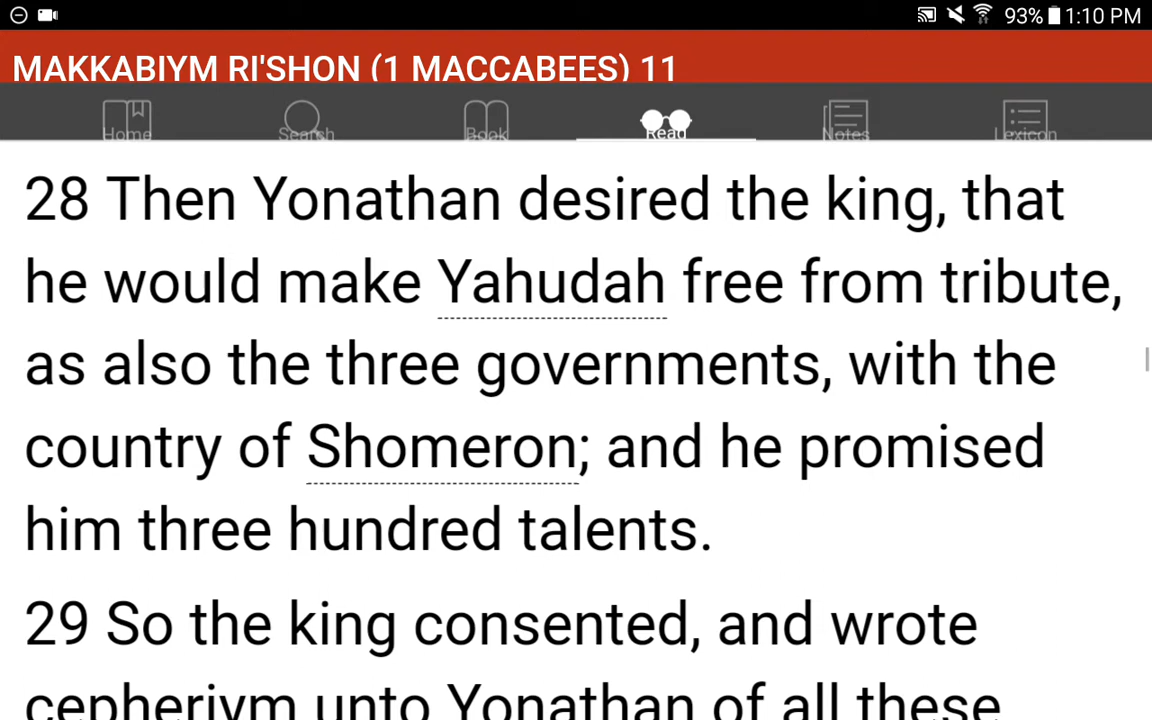 93% 1:10 PM
MAKKABIYM RI'SHON (1 MACCABEES) 11
Home Search Book Read Notes Lexicon
28 Then Yonathan desired the king, that
he would make Yahudah free from tribute,
as also the three governments, with the
country of Shomeron; and he promised
him three hundred talents.
29 So the king consented, and wrote
cepheriym unto Yonathan of all these